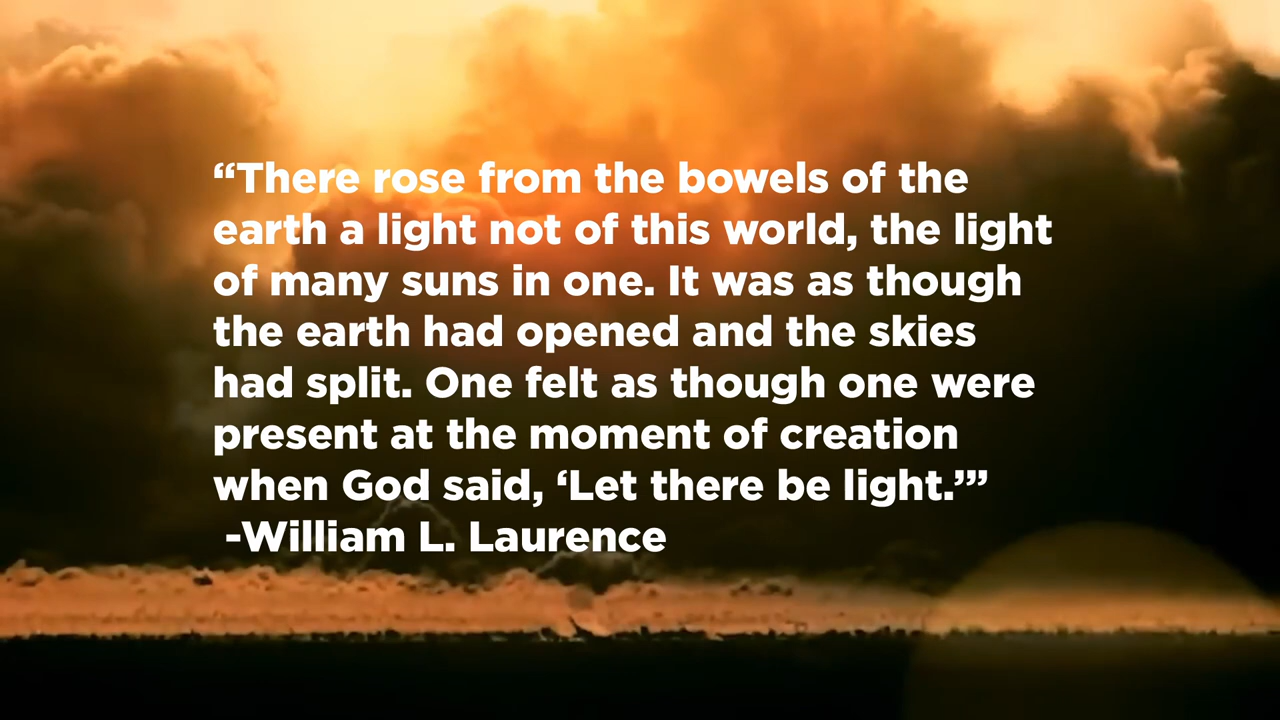 “There rose from the bowels of the
earth a light not of this world, the light
of many suns in one. It was as though
the earth had opened and the skies
had split. One felt as though one were
present at the moment of creation
when God said, ‘Let there be light.’”
-William L. Laurence